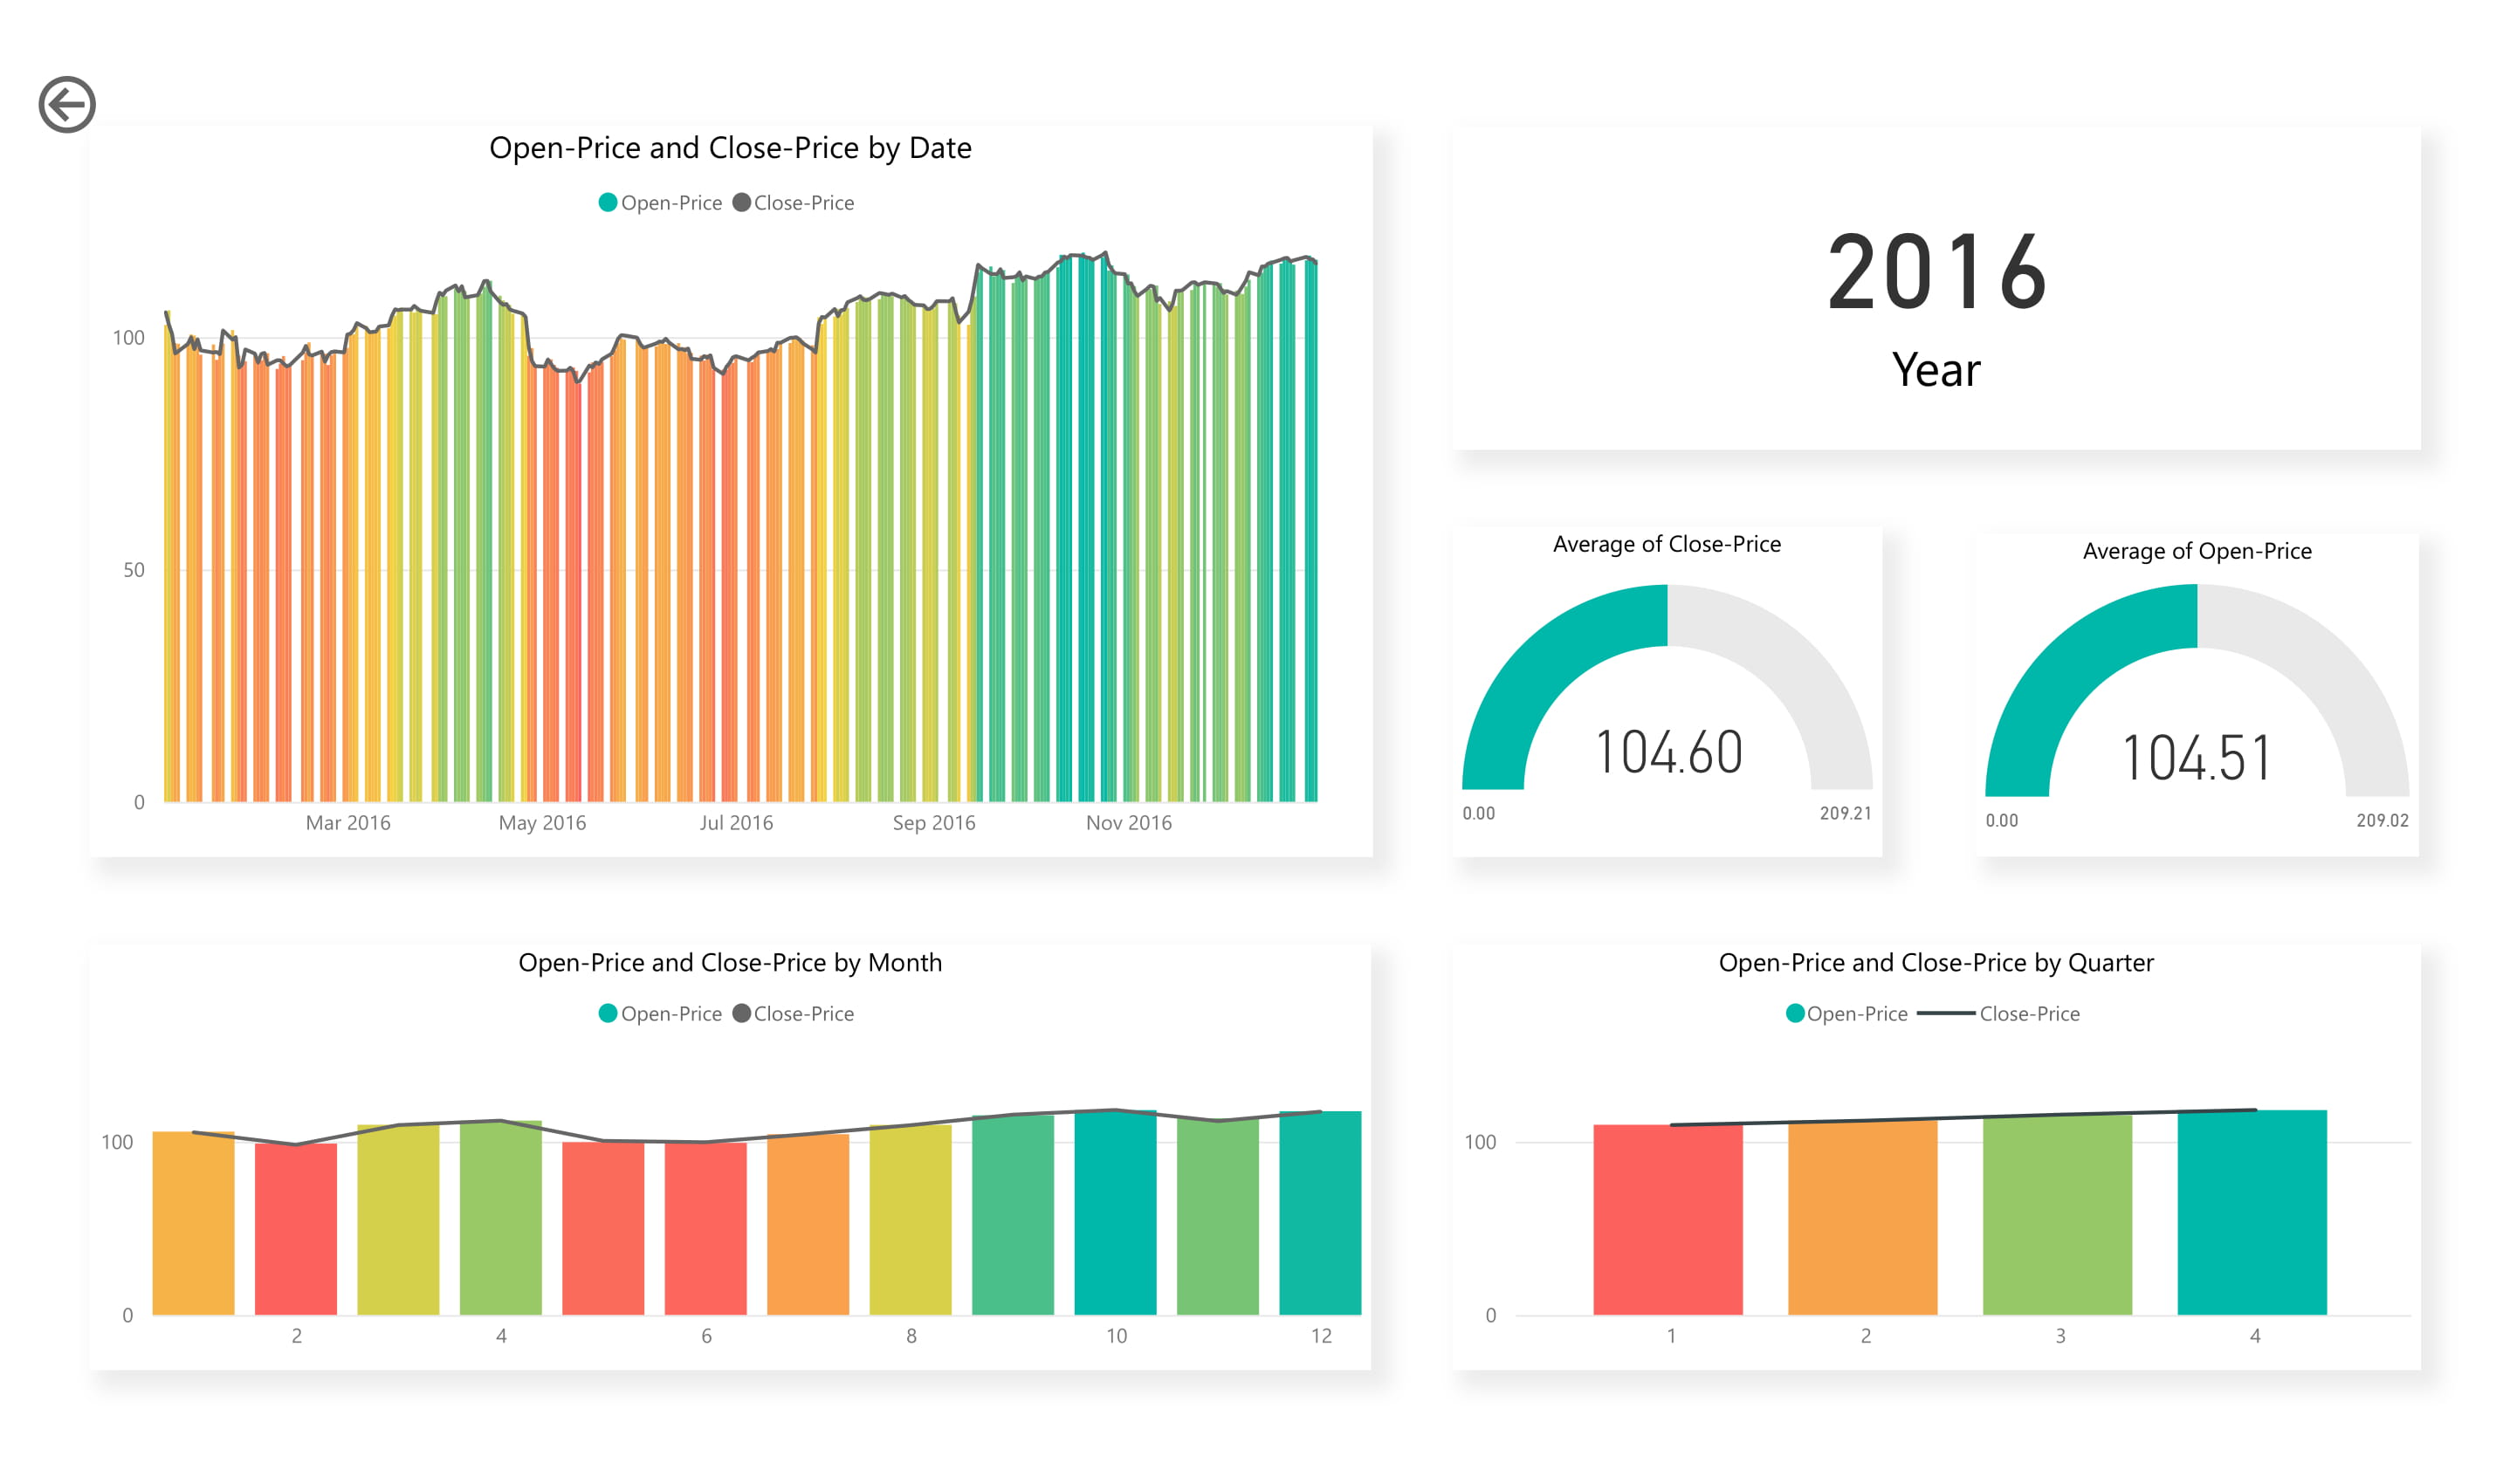 Open-Price and Close-Price by Date
Open-Price Close-Price
100
50
0
Mar 2016 May 2016 Jul 2016 Sep 2016 Nov 2016
2016
Year
Average of Close-Price
104.60
0.00 209.21
Average of Open-Price
104.51
0.00 209.02
Open-Price and Close-Price by Month
Open-Price Close-Price
100
0
2 4 6 8 10 12
Open-Price and Close-Price by Quarter
Open-Price Close-Price
100
0
1 2 3 4